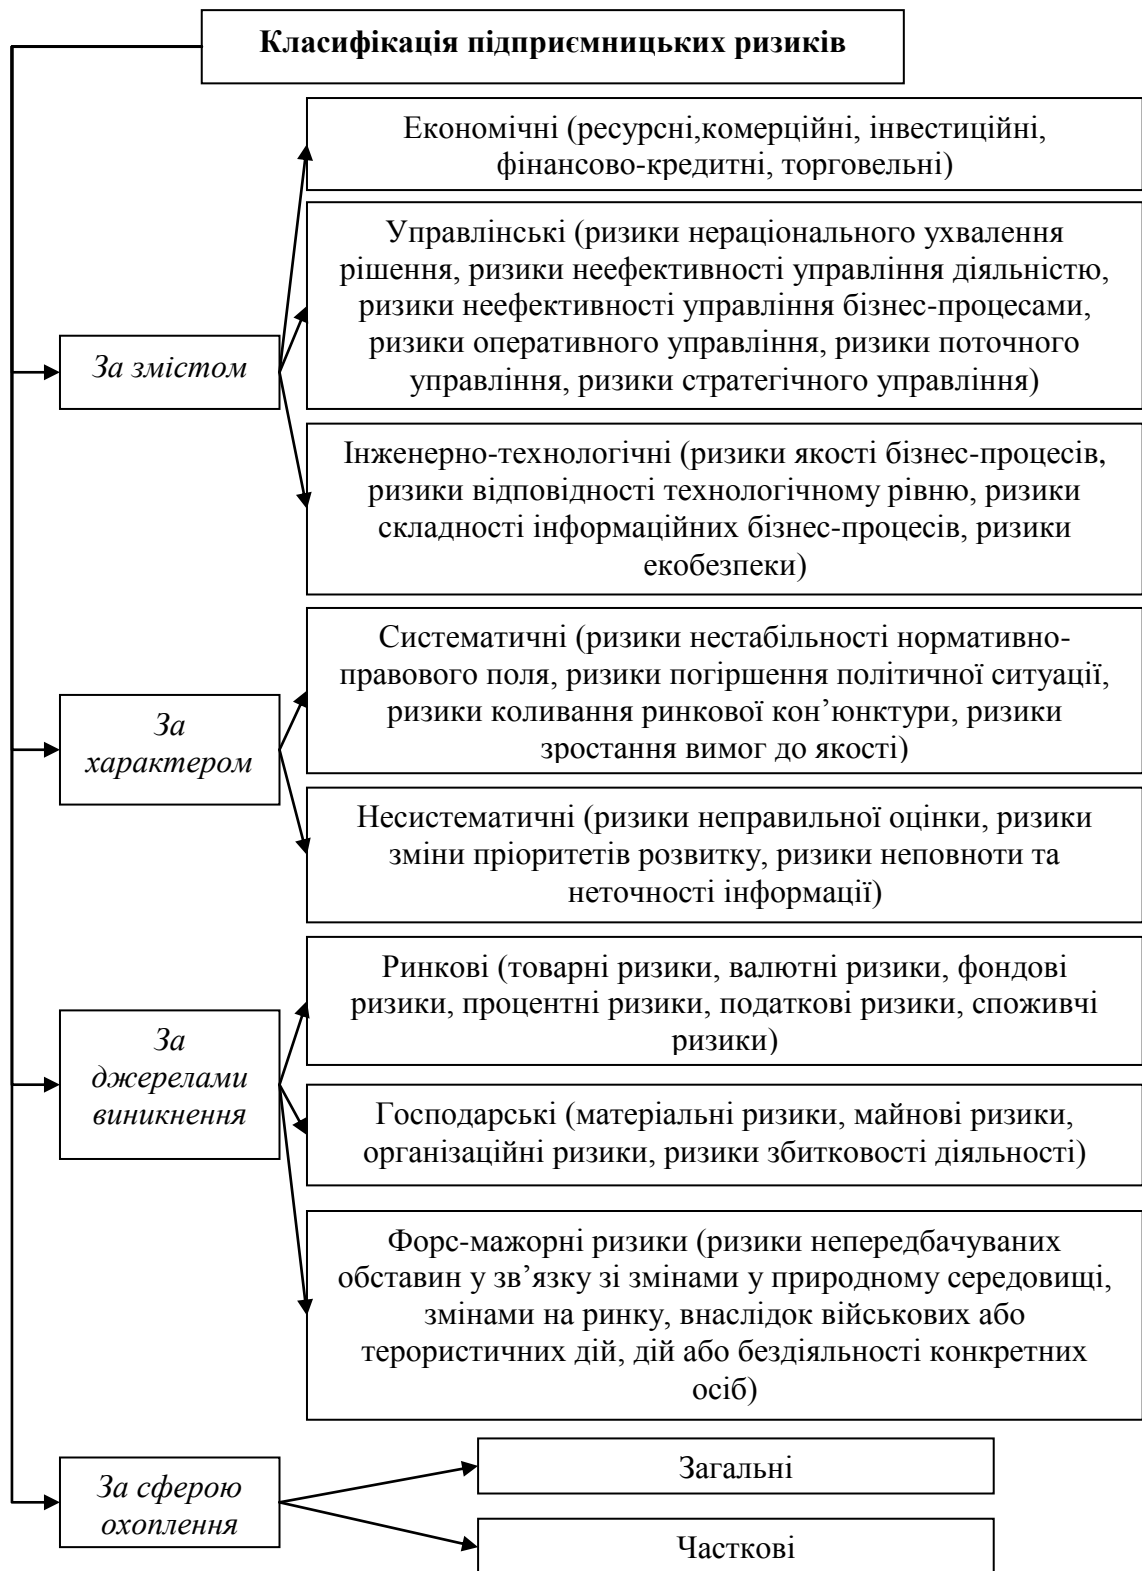 Класифікація підприємницьких ризиків
Економічні (ресурсні,комерційні, інвестиційні,
фінансово-кредитні, торговельні)
Управлінські (ризики нераціонального ухвалення
рішення, ризики неефективності управління діяльністю,
ризики неефективності управління бізнес-процесами,
ризики оперативного управління, ризики поточного
управління, ризики стратегічного управління)
За змістом
Інженерно-технологічні (ризики якості бізнес-процесів,
ризики відповідності технологічному рівню, ризики
складності інформаційних бізнес-процесів, ризики
екобезпеки)
Систематичні (ризики нестабільності нормативно-
правового поля, ризики погіршення політичної ситуації,
ризики коливання ринкової кон’юнктури, ризики
зростання вимог до якості)
За
характером
Несистематичні (ризики неправильної оцінки, ризики
зміни пріоритетів розвитку, ризики неповноти та
неточності інформації)
Ринкові (товарні ризики, валютні ризики, фондові
ризики, процентні ризики, податкові ризики, споживчі
ризики)
За
джерелами
виникнення
Господарські (матеріальні ризики, майнові ризики,
організаційні ризики, ризики збитковості діяльності)
Форс-мажорні ризики (ризики непередбачуваних
обставин у зв’язку зі змінами у природному середовищі,
змінами на ринку, внаслідок військових або
терористичних дій, дій або бездіяльності конкретних
осіб)
За сферою
охоплення
Загальні
Часткові